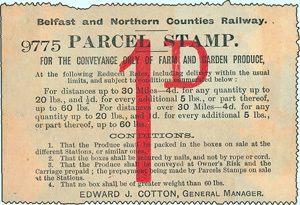 Belfast and Northern Counties Railway.
9775 PARCEL STAMP.
FOR THE CONVEYANCE ONLY OF FARM AND GARDEN PRODUCE,
At the following Reduced Rates, including delivery within the usual
limits, and subject to conditions named below:
For distances up to 30 Miles—4d. for any quantity up to
20 lbs., and ½d. for every additional 5 lbs., or part thereof,
up to 60 lbs. For distances over 30 Miles—4d. for any
quantity up to 20 lbs., and 1d. for every additional 5 lbs.,
or part thereof, up to 60 lbs.
1D
CONDITIONS.
1. That the Produce shall be packed in the boxes on sale at the
different Stations, or similar ones.
2. That the boxes shall be secured by nails, and not by rope or cord.
3. That the Produce shall be conveyed at Owner's Risk and the
Carriage prepaid; the prepayment being made by Parcels Stamps on sale
at the Stations.
4. That no box shall be of greater weight than 60 lbs.
EDWARD J. COTTON, General Manager.